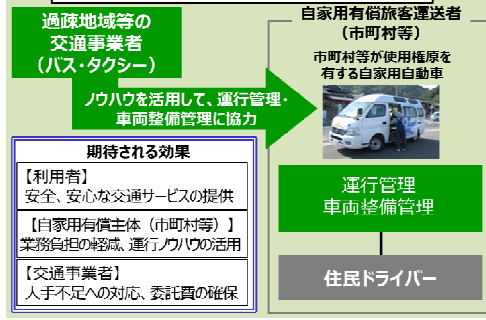 過疎地域等の
交通事業者
（バス・タクシー）
ノウハウを活用して、運行管理・
車両整備管理に協力
期待される効果
【利用者】
安全、安心な交通サービスの提供
【自家用有償主体（市町村等）】
業務負担の軽減、運行ノウハウの活用
【交通事業者】
人手不足への対応、委託費の確保
自家用有償旅客運送者
（市町村等）
市町村等が使用権原を
有する自家用自動車
運行管理
車両整備管理
住民ドライバー